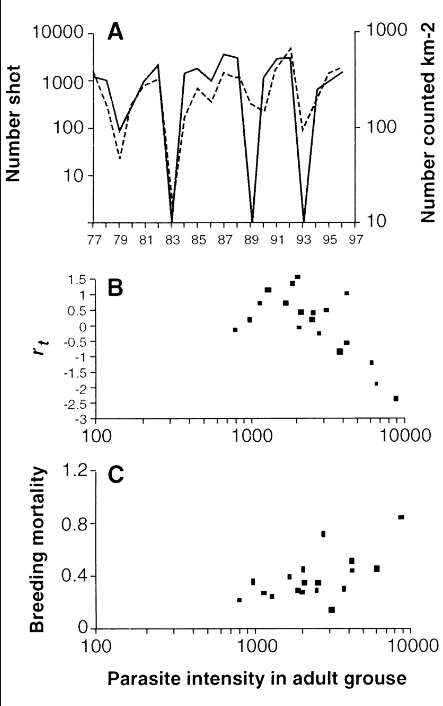 A
10000
1000
100
10
Number shot
1000
100
10
Number counted km-2
77 79 81 83 85 87 89 91 93 95 97
B
1.5
1
0.5
0
-0.5
-1
-1.5
-2
-2.5
-3
r t
100 1000 10000
C
1.2
0.8
0.4
0
Breeding mortality
100 1000 10000
Parasite intensity in adult grouse